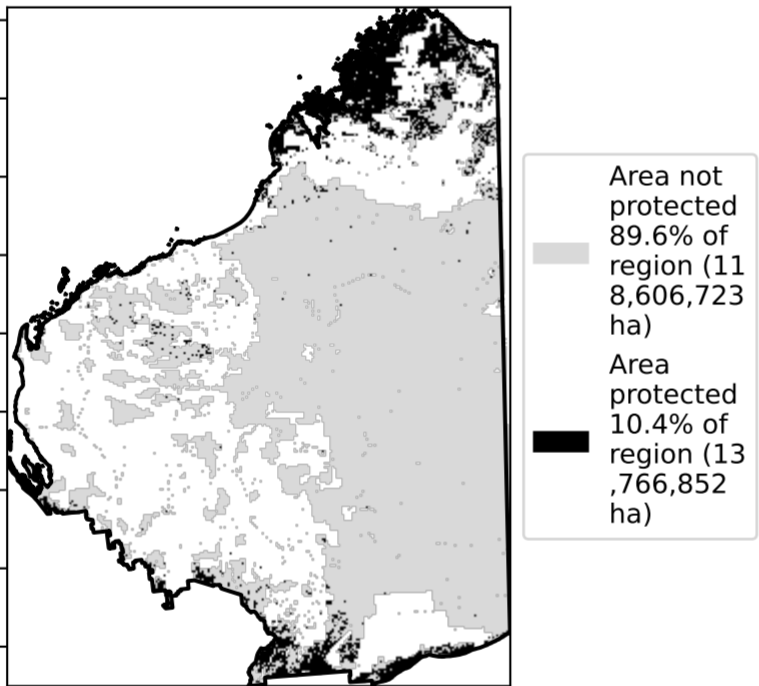 Area not
protected
89.6% of
region (11
8,606,723
ha)
Area
protected
10.4% of
region (13
,766,852
ha)